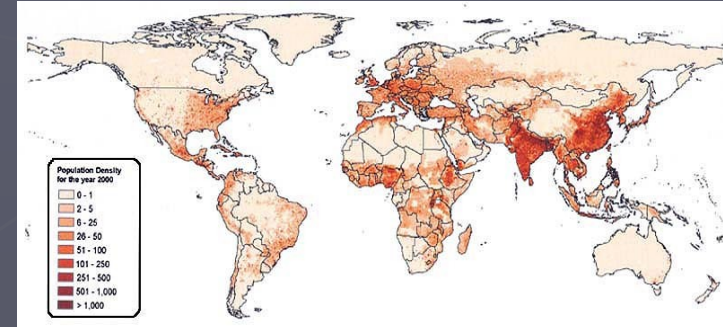 Population Density
for the year 2000
0 - 1
2 - 5
6 - 25
26 - 50
51 - 100
101 - 250
251 - 500
501 - 1,000
> 1,000